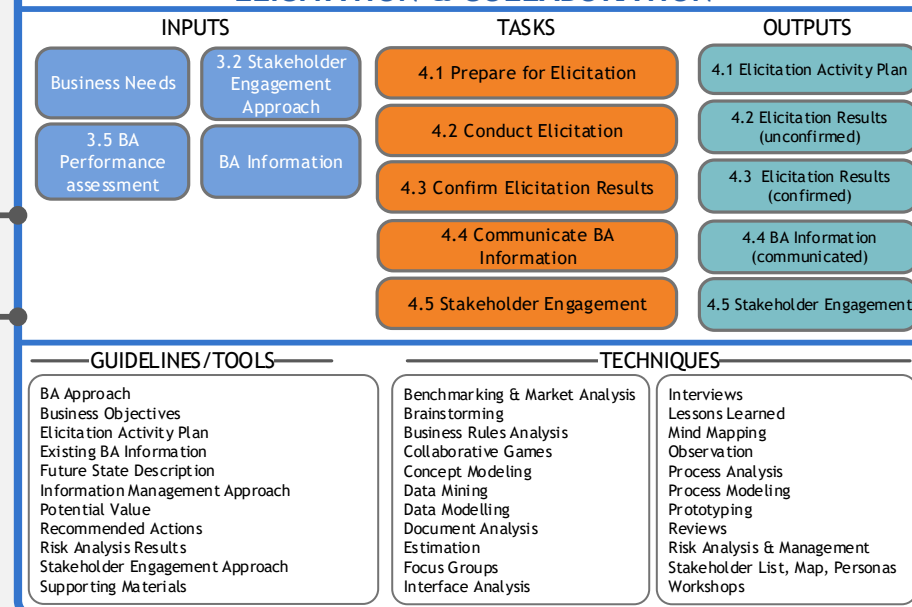 INPUTS
Business Needs
3.2 Stakeholder
Engagement
Approach
3.5 BA
Performance
assessment
BA Information
TASKS
4.1 Prepare for Elicitation
4.2 Conduct Elicitation
4.3 Confirm Elicitation Results
4.4 Communicate BA
Information
4.5 Stakeholder Engagement
OUTPUTS
4.1 Elicitation Activity Plan
4.2 Elicitation Results
(unconfirmed)
4.3 Elicitation Results
(confirmed)
4.4 BA Information
(communicated)
4.5 Stakeholder Engagement
GUIDELINES/TOOLS
BA Approach
Business Objectives
Elicitation Activity Plan
Existing BA Information
Future State Description
Information Management Approach
Potential Value
Recommended Actions
Risk Analysis Results
Stakeholder Engagement Approach
Supporting Materials
TECHNIQUES
Benchmarking & Market Analysis
Brainstorming
Business Rules Analysis
Collaborative Games
Concept Modeling
Data Mining
Data Modelling
Document Analysis
Estimation
Focus Groups
Interface Analysis
Interviews
Lessons Learned
Mind Mapping
Observation
Process Analysis
Process Modeling
Prototyping
Reviews
Risk Analysis & Management
Stakeholder List, Map, Personas
Workshops